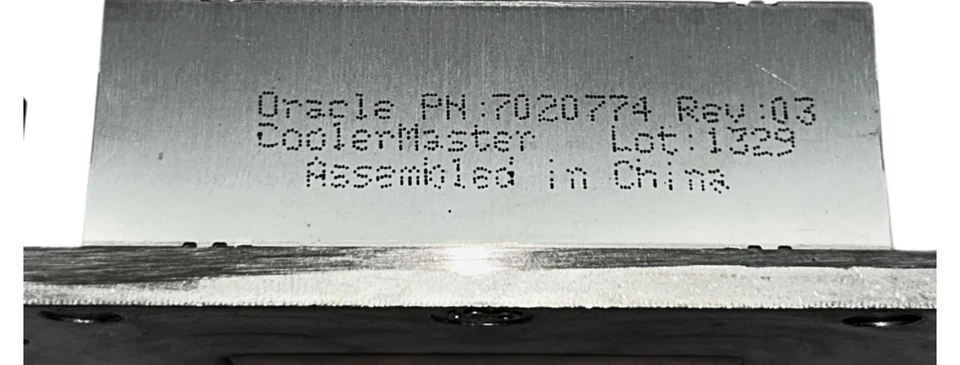 Oracle PN:7020774 Rev:03
CoolerMaster Lot:1329
Assembled in China